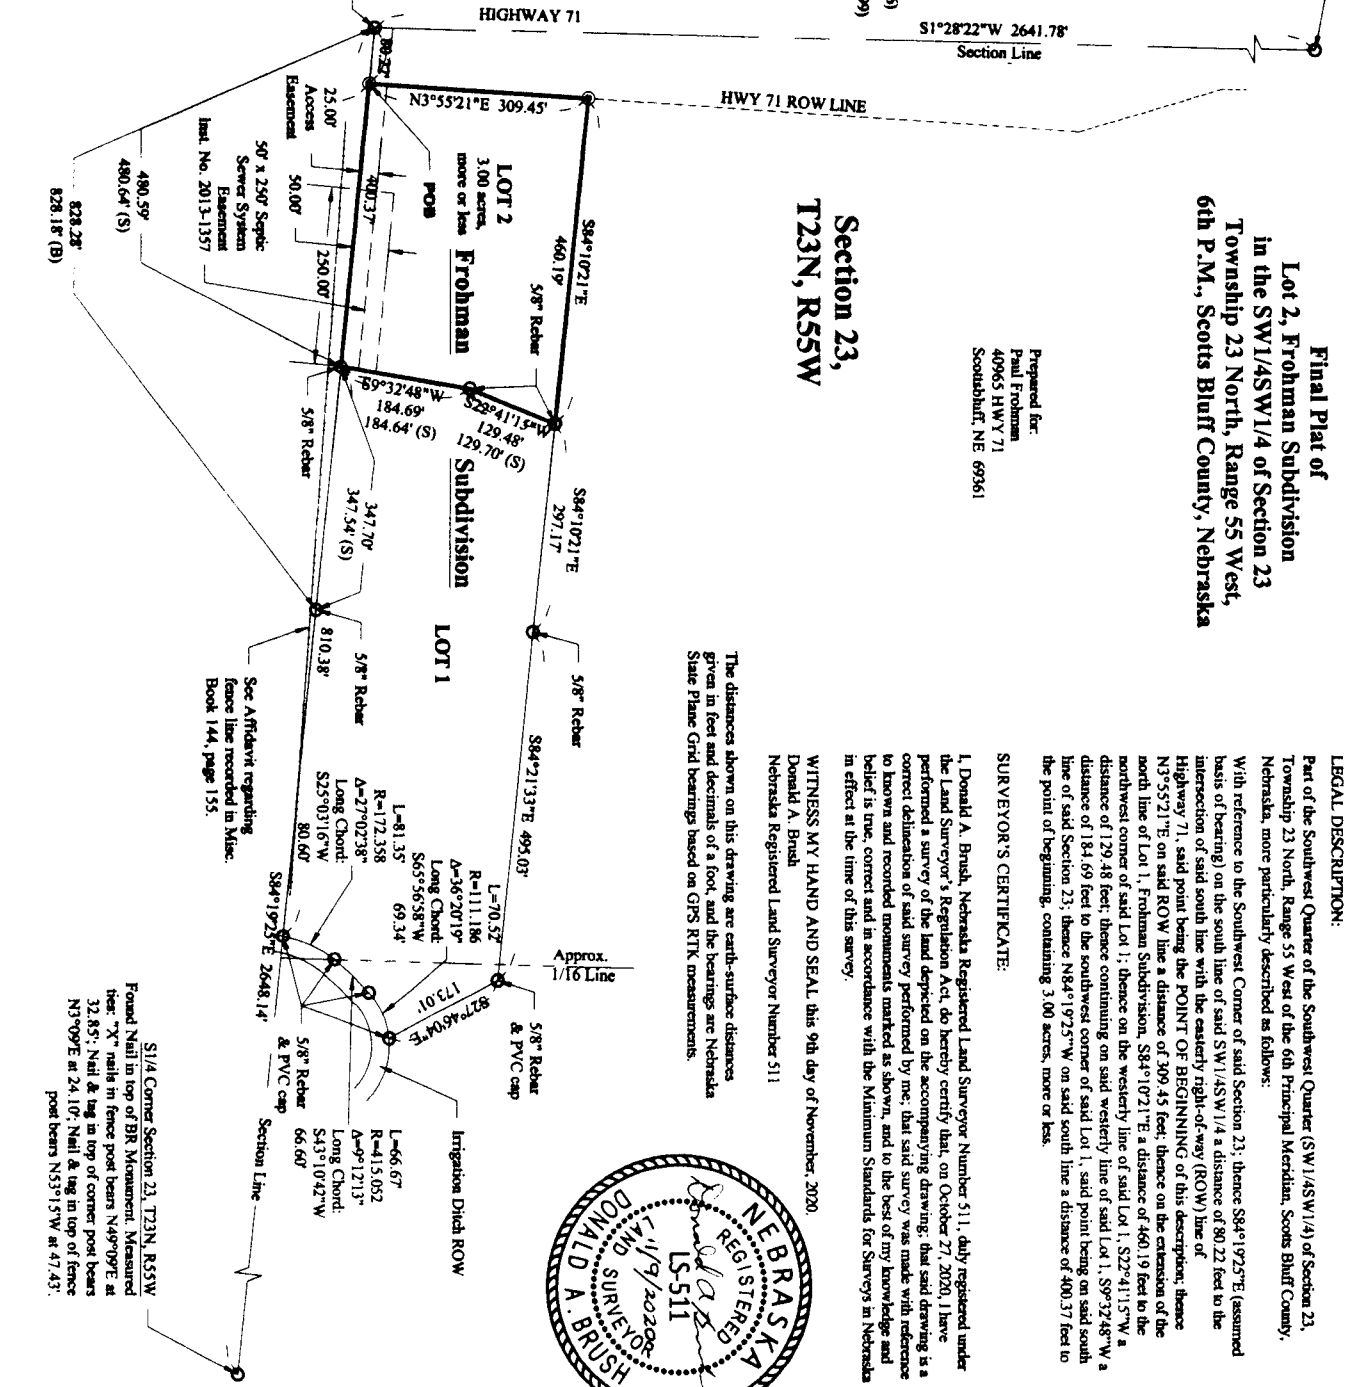 Final Plat of
Lot 2, Frohman Subdivision
in the SW1/4SW1/4 of Section 23
Township 23 North, Range 55 West,
6th P.M., Scotts Bluff County, Nebraska
Prepared for:
Paul Frohman
40965 HWY 71
Scottsbluff, NE 69361
Section 23,
T23N, R55W
LEGAL DESCRIPTION:
Part of the Southwest Quarter of the Southwest Quarter (SW1/4SW1/4) of Section 23,
Township 23 North, Range 55 West of the 6th Principal Meridian, Scotts Bluff County,
Nebraska, more particularly described as follows:
With reference to the Southwest Corner of said Section 23; thence S84°19'25"E (assumed
basis of bearing) on the south line of said SW1/4SW1/4 a distance of 80.22 feet to the
intersection of said south line with the easterly right-of-way (ROW) line of
Highway 71, said point being the POINT OF BEGINNING of this description; thence
N3°55'21"E on said ROW line a distance of 309.45 feet; thence on the extension of the
north line of Lot 1, Frohman Subdivision, S84°10'21"E a distance of 460.19 feet to the
northwest corner of said Lot 1; thence on the westerly line of said Lot 1, S22°41'15"W a
distance of 129.48 feet; thence continuing on said westerly line of said Lot 1, S9°32'48"W a
distance of 184.69 feet to the southwest corner of said Lot 1, said point being on said south
line of said Section 23; thence N84°19'25"W on said south line a distance of 400.37 feet to
the point of beginning, containing 3.00 acres, more or less.
SURVEYOR'S CERTIFICATE:
I, Donald A. Brush, Nebraska Registered Land Surveyor Number 511, duly registered under
the Land Surveyor's Regulation Act, do hereby certify that, on October 27, 2020, I have
performed a survey of the land depicted on the accompanying drawing; that said drawing is a
correct delineation of said survey performed by me; that said survey was made with reference
to known and recorded monuments marked as shown, and to the best of my knowledge and
belief is true, correct and in accordance with the Minimum Standards for Surveys in Nebraska
in effect at the time of this survey.
WITNESS MY HAND AND SEAL this 9th day of November, 2020.
Donald A. Brush
Nebraska Registered Land Surveyor Number 511
The distances shown on this drawing are earth-surface distances
given in feet and decimals of a foot, and the bearings are Nebraska
State Plane Grid bearings based on GPS RTK measurements.
HIGHWAY 71
S1°28'22"W 2641.78'
Section Line
HWY 71 ROW LINE
80.22'
N3°55'21"E 309.45'
LOT 2
3.00 acres,
more or less
POB
S84°10'21"E
460.19'
5/8" Rebar
Frohman
Subdivision
400.37'
25.00'
Access
Easement
50.00'
250.00'
50' x 250' Septic
Sewer System
Easement
Inst. No. 2013-1357
480.59'
480.64' (S)
828.28'
828.18' (B)
S9°32'48"W
184.69'
184.64' (S)
S22°41'15"W
129.48'
129.70' (S)
5/8" Rebar
S84°10'21"E
297.17'
347.70'
347.54' (S)
LOT 1
5/8" Rebar
5/8" Rebar
810.38'
See Affidavit regarding
fence line recorded in Misc.
Book 144, page 155.
S84°21'33"E 495.03'
L=70.52'
R=111.186
Δ=36°20'19"
Long Chord:
S65°56'58"W
69.34'
L=81.35'
R=172.358
Δ=27°02'38"
Long Chord:
S25°03'16"W
80.60'
S84°19'25"E 2648.14'
Approx.
1/16 Line
827°46'04"E
173.01'
5/8" Rebar
& PVC cap
5/8" Rebar
& PVC cap
Irrigation Ditch ROW
L=66.67'
R=415.052
Δ=9°12'13"
Long Chord:
S43°10'42"W
66.60'
Section Line
S1/4 Corner Section 23, T23N, R55W
Found Nail in top of BR Monument. Measured
ties: "X" nails in fence post bears N49°09'E at
32.85'; Nail & tag in top of corner post bears
N3°09'E at 24.10'; Nail & tag in top of fence
post bears N53°15'W at 47.43'.
NEBRASKA
REGISTERED
LS-511
11/9/2020
LAND SURVEYOR
DONALD A. BRUSH